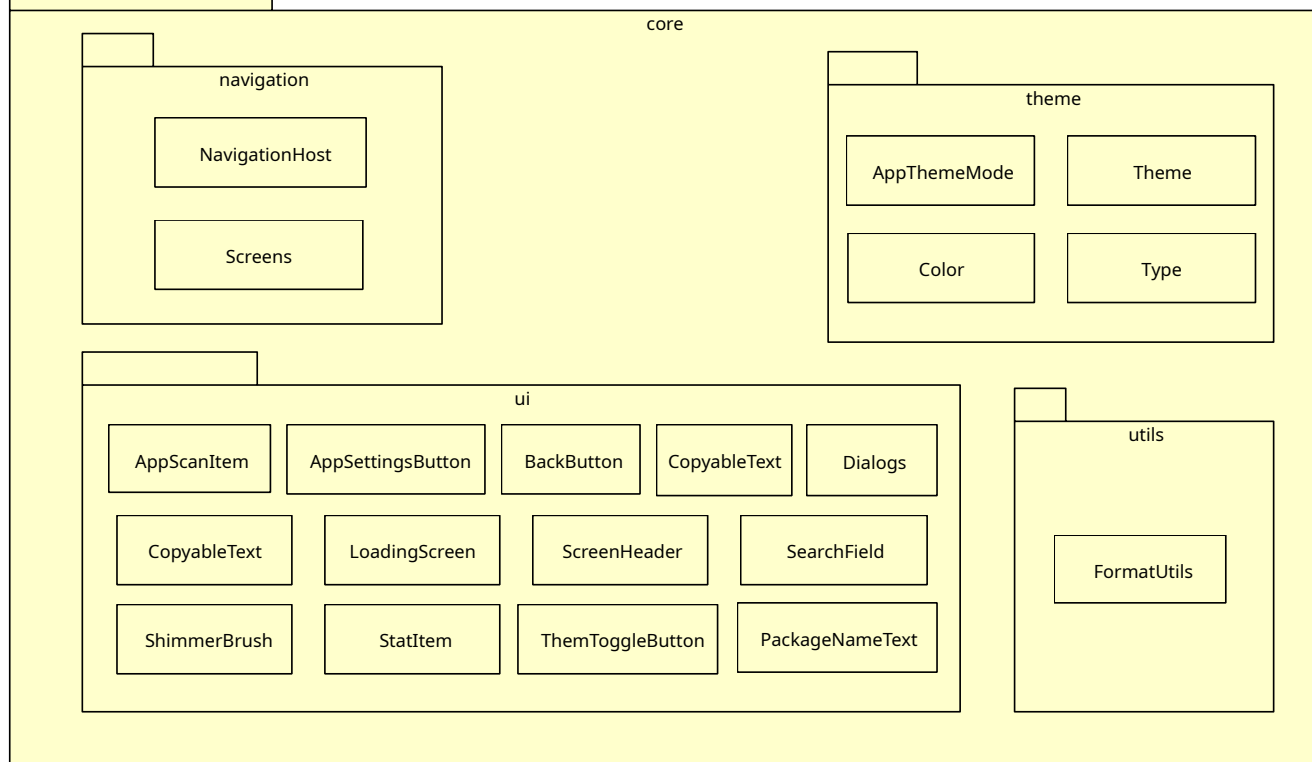 core
navigation
NavigationHost
Screens
theme
AppThemeMode
Theme
Color
Type
ui
AppScanItem
AppSettingsButton
BackButton
CopyableText
Dialogs
CopyableText
LoadingScreen
ScreenHeader
SearchField
ShimmerBrush
StatItem
ThemToggleButton
PackageNameText
utils
FormatUtils